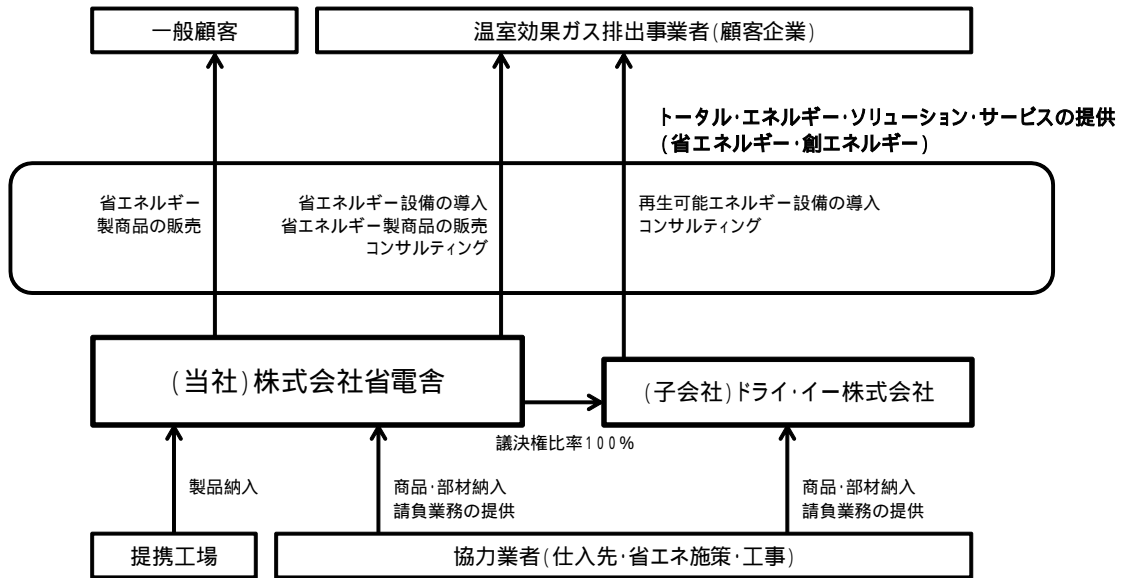 一般顧客
温室効果ガス排出事業者(顧客企業)
トータル・エネルギー・ソリューション・サービスの提供
(省エネルギー・創エネルギー)
省エネルギー
製商品の販売
省エネルギー設備の導入
省エネルギー製商品の販売
コンサルティング
再生可能エネルギー設備の導入
コンサルティング
(当社)株式会社省電舎
(子会社)ドライ・イー株式会社
議決権比率100%
製品納入
商品・部材納入
請負業務の提供
商品・部材納入
請負業務の提供
提携工場
協力業者(仕入先・省エネ施策・工事)